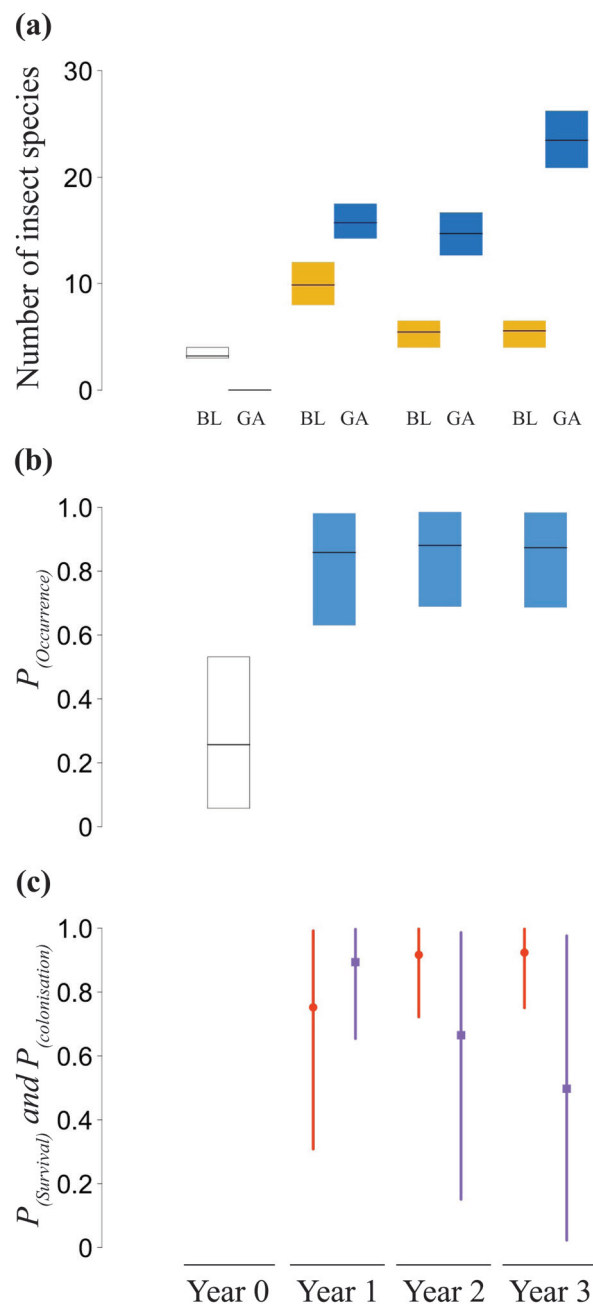 (a)
Number of insect species
30
20
10
0
BL GA BL GA BL GA BL GA
(b)
P (Occurrence)
1.0
0.8
0.6
0.4
0.2
0
(c)
P (Survival) and P (colonisation)
1.0
0.8
0.6
0.4
0.2
0
Year 0 Year 1 Year 2 Year 3